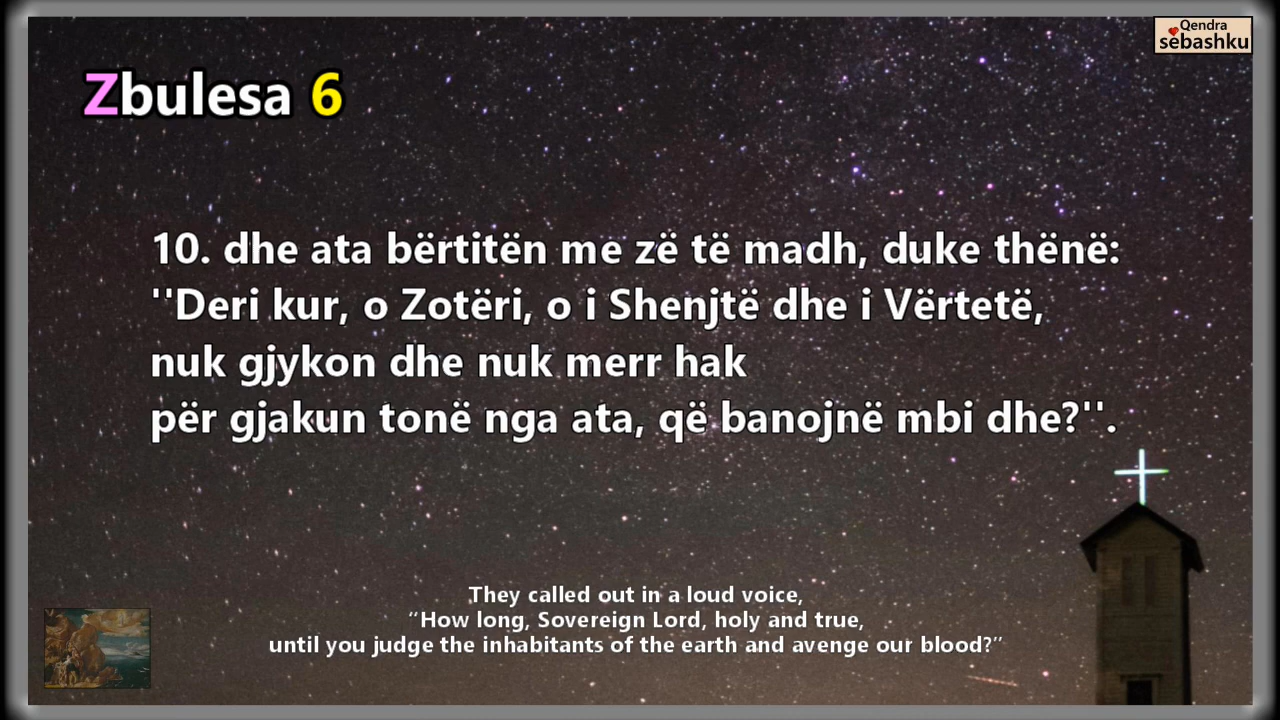 Qendra
sebashku
Zbulesa 6
10. dhe ata bërtitën me zë të madh, duke thënë:
''Deri kur, o Zotëri, o i Shenjtë dhe i Vërtetë,
nuk gjykon dhe nuk merr hak
për gjakun tonë nga ata, që banojnë mbi dhe?''.
They called out in a loud voice,
“How long, Sovereign Lord, holy and true,
until you judge the inhabitants of the earth and avenge our blood?”